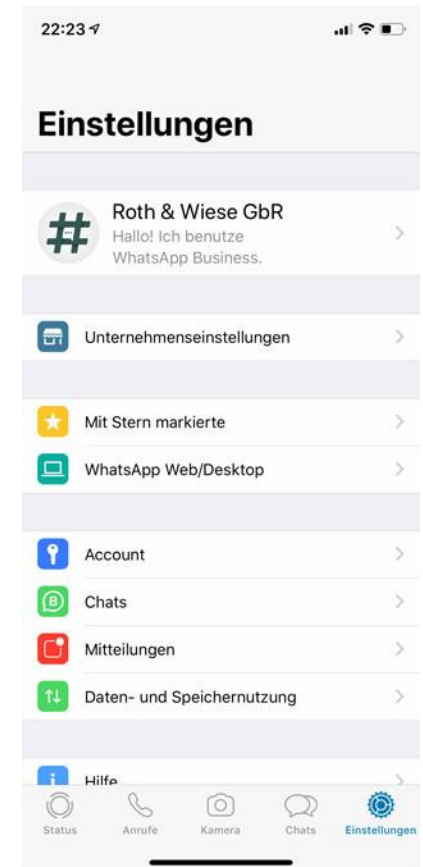 22:23
Einstellungen
Roth & Wiese GbR
Hallo! Ich benutze
WhatsApp Business.
Unternehmenseinstellungen
Mit Stern markierte
WhatsApp Web/Desktop
Account
Chats
Mitteilungen
Daten- und Speichernutzung
Hilfe
Status Anrufe Kamera Chats Einstellungen